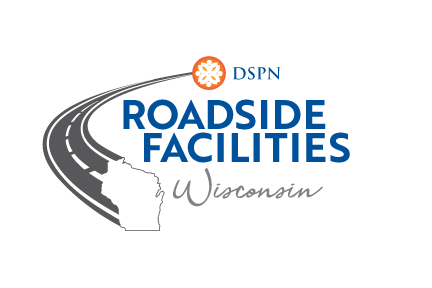 DSPN
ROADSIDE
FACILITIES
Wisconsin